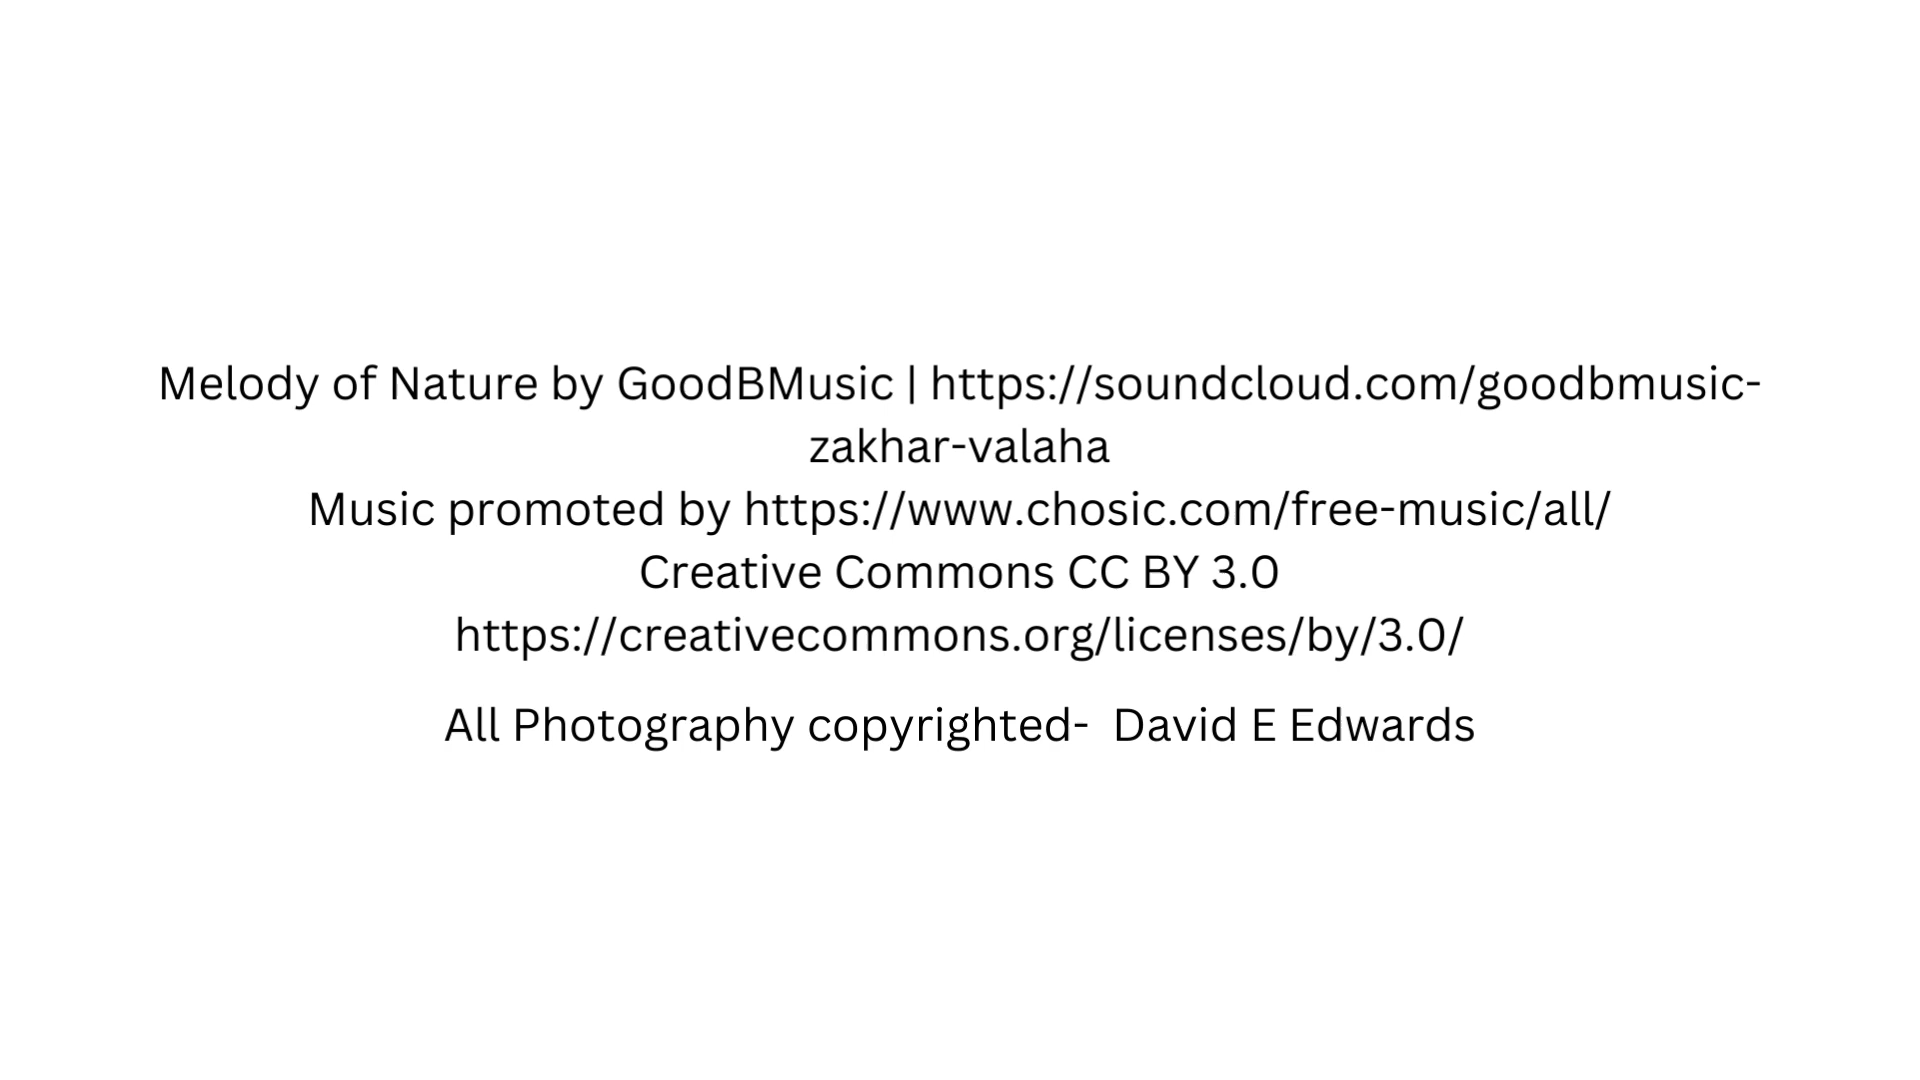 Melody of Nature by GoodBMusic | https://soundcloud.com/goodbmusic-
zakhar-valaha
Music promoted by https://www.chosic.com/free-music/all/
Creative Commons CC BY 3.0
https://creativecommons.org/licenses/by/3.0/
All Photography copyrighted-  David E Edwards